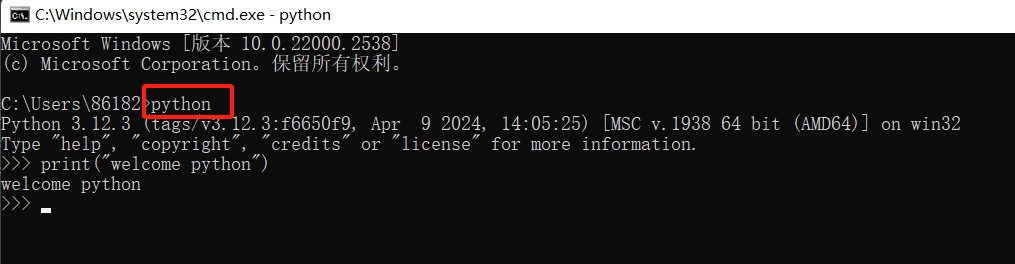 C:\Windows\system32\cmd.exe - python
Microsoft Windows [版本 10.0.22000.2538]
(c) Microsoft Corporation。保留所有权利。
C:\Users\86182>python
Python 3.12.3 (tags/v3.12.3:f6650f9, Apr  9 2024, 14:05:25) [MSC v.1938 64 bit (AMD64)] on win32
Type "help", "copyright", "credits" or "license" for more information.
>>> print("welcome python")
welcome python
>>>